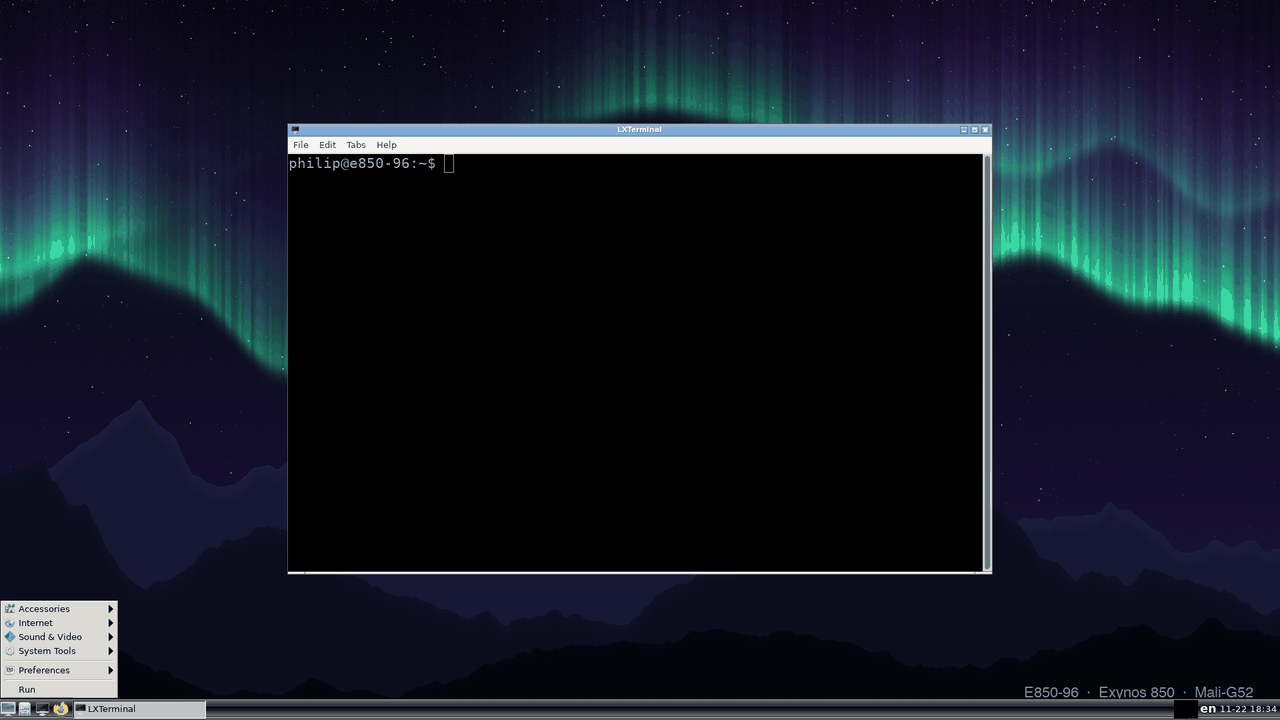 LXTerminal
File Edit Tabs Help
philip@e850-96:~$
Accessories
Internet
Sound & Video
System Tools
Preferences
Run
E850-96 · Exynos 850 · Mali-G52
LXTerminal en 11-22 18:34